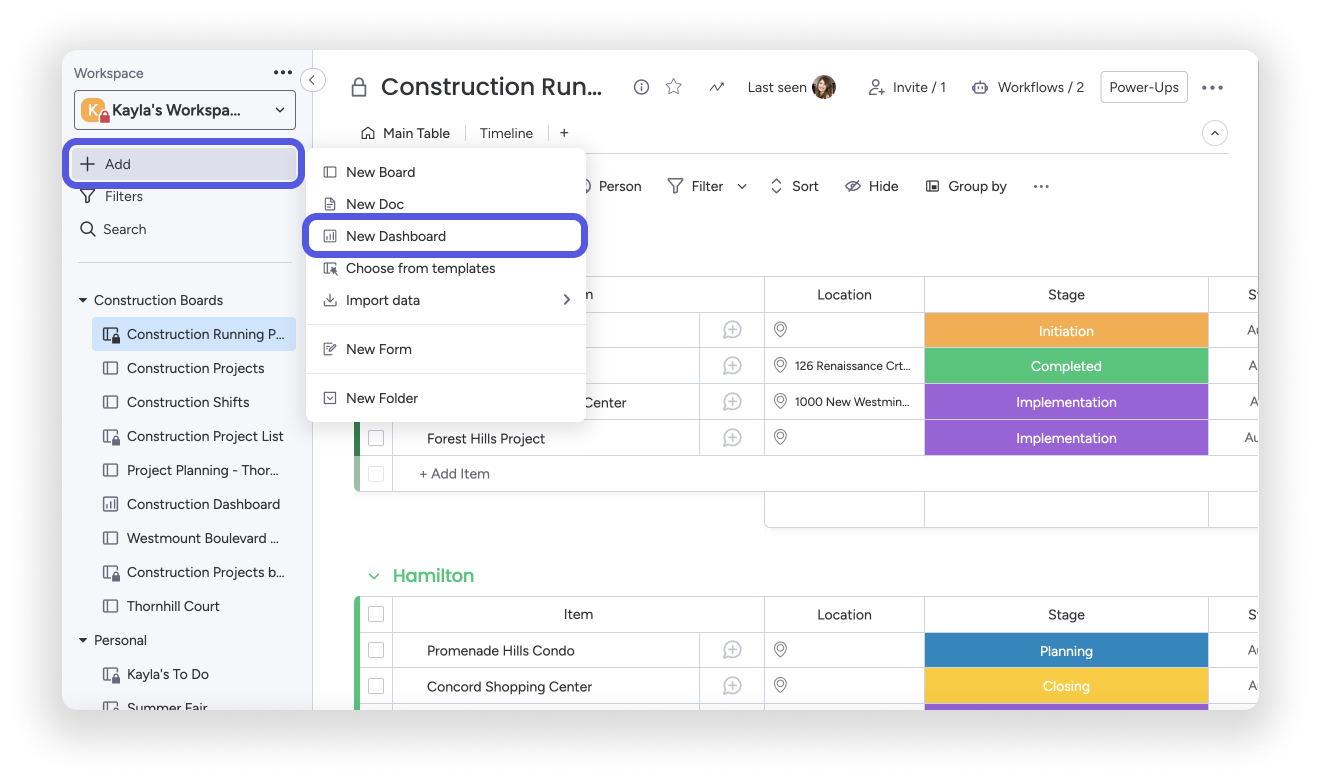 Workspace
K
Kayla's Workspa...
Add
Filters
Search
Construction Boards
Construction Running P...
Construction Projects
Construction Shifts
Construction Project List
Project Planning - Thor...
Construction Dashboard
Westmount Boulevard ...
Construction Projects b...
Thornhill Court
Personal
Kayla's To Do
Summer Fair
Construction Run...
Last seen
Invite / 1
Workflows / 2
Power-Ups
Main Table
Timeline
+
New Board
New Doc
New Dashboard
Choose from templates
Import data
New Form
New Folder
Person
Filter
Sort
Hide
Group by
Location
Stage
Initiation
126 Renaissance Crt...
Completed
Center
1000 New Westmin...
Implementation
Forest Hills Project
Implementation
+ Add Item
Hamilton
Item
Location
Stage
Promenade Hills Condo
Planning
Concord Shopping Center
Closing